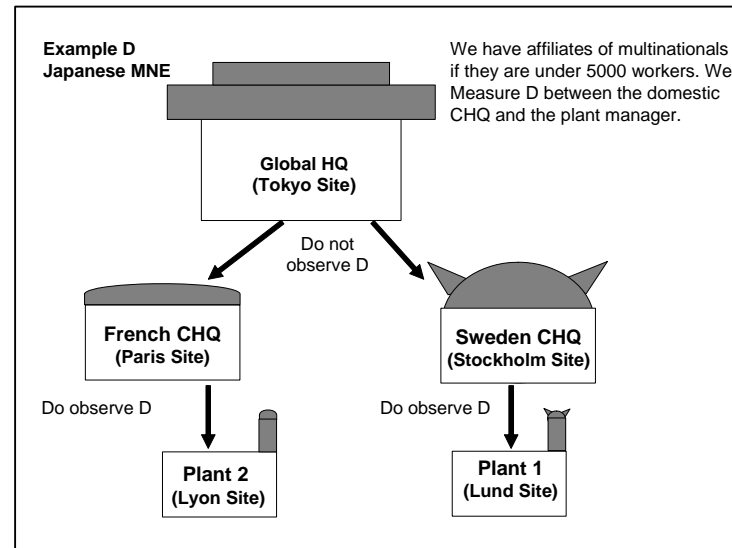 Example D
Japanese MNE
We have affiliates of multinationals
if they are under 5000 workers. We
Measure D between the domestic
CHQ and the plant manager.
Global HQ
(Tokyo Site)
Do not
observe D
French CHQ
(Paris Site)
Sweden CHQ
(Stockholm Site)
Do observe D
Do observe D
Plant 2
(Lyon Site)
Plant 1
(Lund Site)